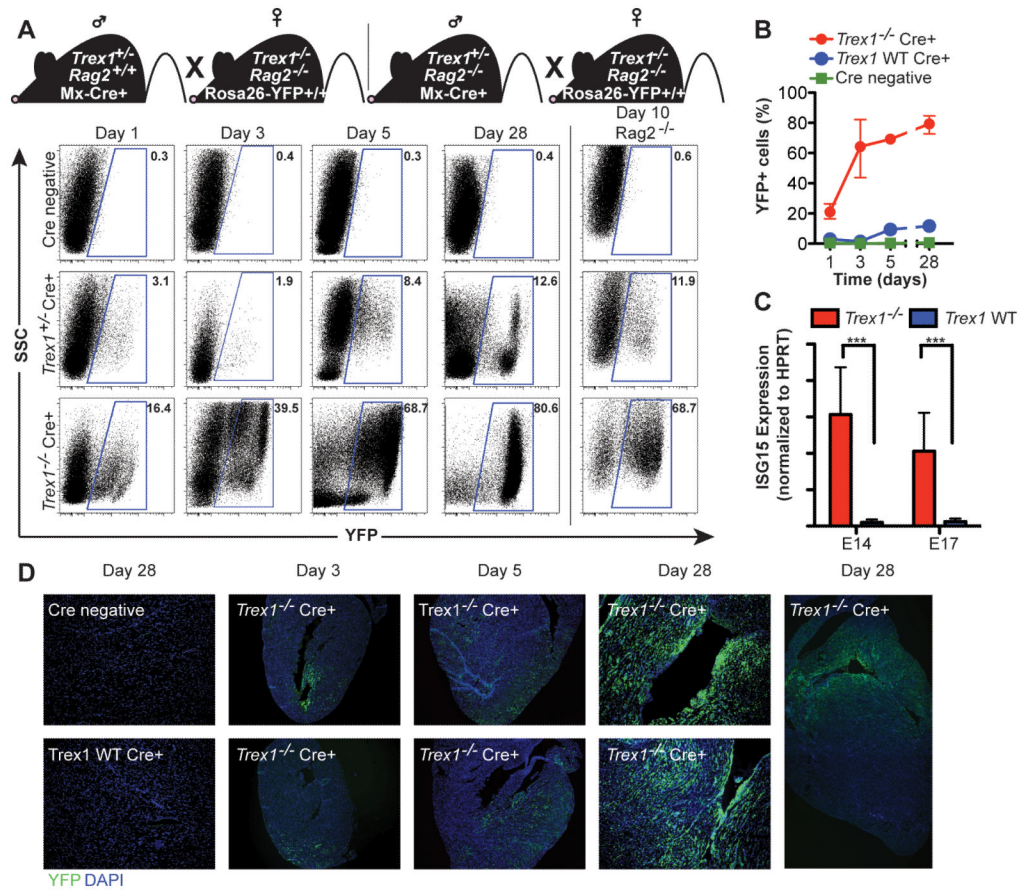 A
♂
Trex1+/-
Rag2+/+
Mx-Cre+
X
♀
Trex1-/-
Rag2-/-
Rosa26-YFP+/+
♂
Trex1+/-
Rag2-/-
Mx-Cre+
X
♀
Trex1-/-
Rag2-/-
Rosa26-YFP+/+
Day 1
Day 3
Day 5
Day 28
Day 10
Rag2 -/-
SSC
Cre negative
0.3
0.4
0.3
0.4
0.6
Trex1+/- Cre+
3.1
1.9
8.4
12.6
11.9
Trex1-/- Cre+
16.4
39.5
68.7
80.6
68.7
YFP
B
Trex1-/- Cre+
Trex1 WT Cre+
Cre negative
YFP+ cells (%)
100
80
60
40
20
0
1 3 5 28
Time (days)
C
Trex1-/-
Trex1 WT
ISG15 Expression
(normalized to HPRT)
***
***
E14
E17
D
Day 28
Day 3
Day 5
Day 28
Day 28
Cre negative
Trex1-/- Cre+
Trex1-/- Cre+
Trex1-/- Cre+
Trex1-/- Cre+
Trex1 WT Cre+
Trex1-/- Cre+
Trex1-/- Cre+
Trex1-/- Cre+
YFP DAPI